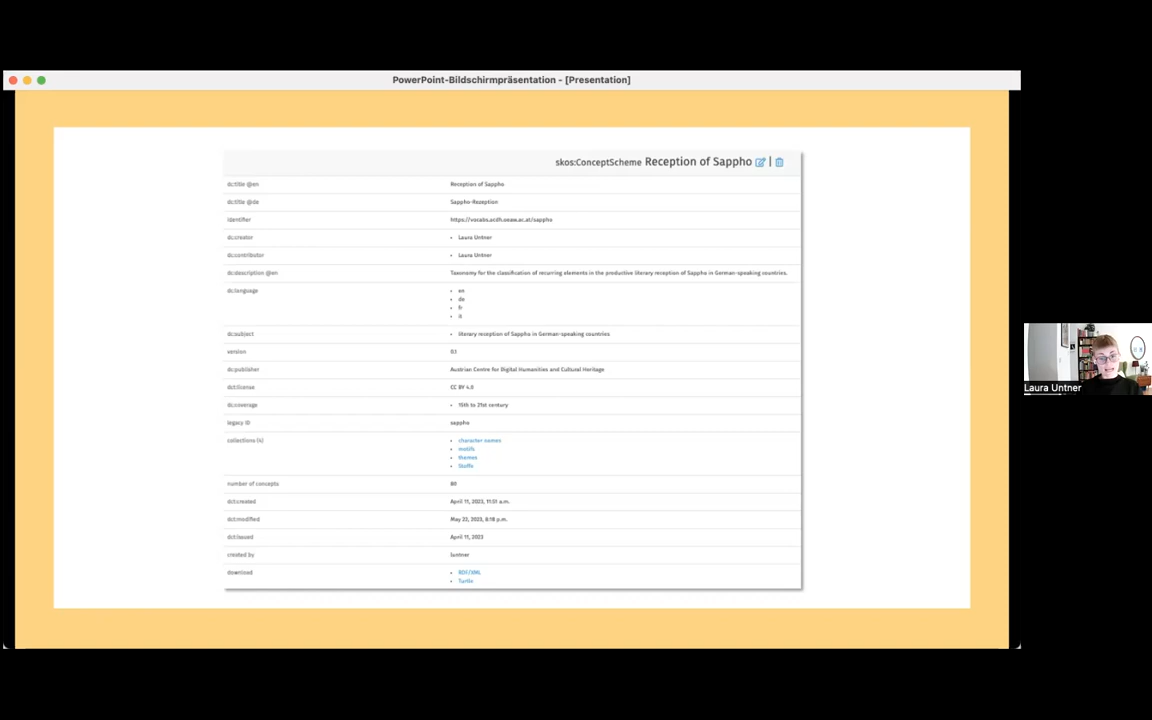 PowerPoint-Bildschirmpräsentation - [Presentation]
skos:ConceptScheme Reception of Sappho |
dc:title @en Reception of Sappho
dc:title @de Sappho-Rezeption
identifier https://vocabs.acdh.oeaw.ac.at/sappho
dc:creator • Laura Untner
dc:contributor • Laura Untner
dc:description @en Taxonomy for the classification of recurring elements in the productive literary reception of Sappho in German-speaking countries.
dc:language • en
• de
• fr
• it
dc:subject • literary reception of Sappho in German-speaking countries
version 0.1
dc:publisher Austrian Centre for Digital Humanities and Cultural Heritage
dct:license CC BY 4.0
dc:coverage • 15th to 21st century
legacy ID sappho
collections (4) • character names
• motifs
• themes
• Stoffe
number of concepts
dct:created April 11, 2023, 11:51 a.m.
dct:modified May 23, 2023, 6:18 p.m.
dct:issued April 11, 2023
created by luntner
download • RDF/XML
• Turtle
Laura Untner